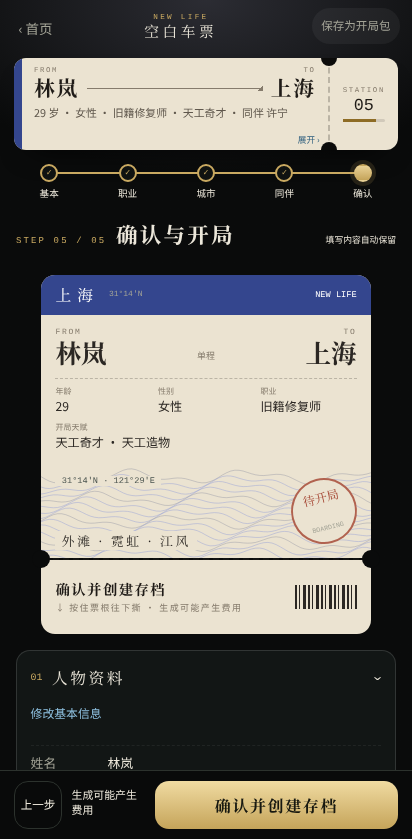 ‹ 首页
NEW LIFE
空白车票
保存为开局包
FROM
TO
林岚
上海
29 岁 · 女性 · 旧籍修复师 · 天工奇才 · 同伴 许宁
展开 ›
STATION
05
基本
职业
城市
同伴
确认
STEP 05 / 05
确认与开局
填写内容自动保留
上海
31°14'N
NEW LIFE
FROM
TO
林岚
单程
上海
年龄
性别
职业
29
女性
旧籍修复师
开局天赋
天工奇才 · 天工造物
31°14'N · 121°29'E
待开局
BOARDING
外滩 · 霓虹 · 江风
确认并创建存档
↓ 按住票根往下撕 · 生成可能产生费用
01
人物资料
修改基本信息
姓名
林岚
上一步
生成可能产生费用
确认并创建存档